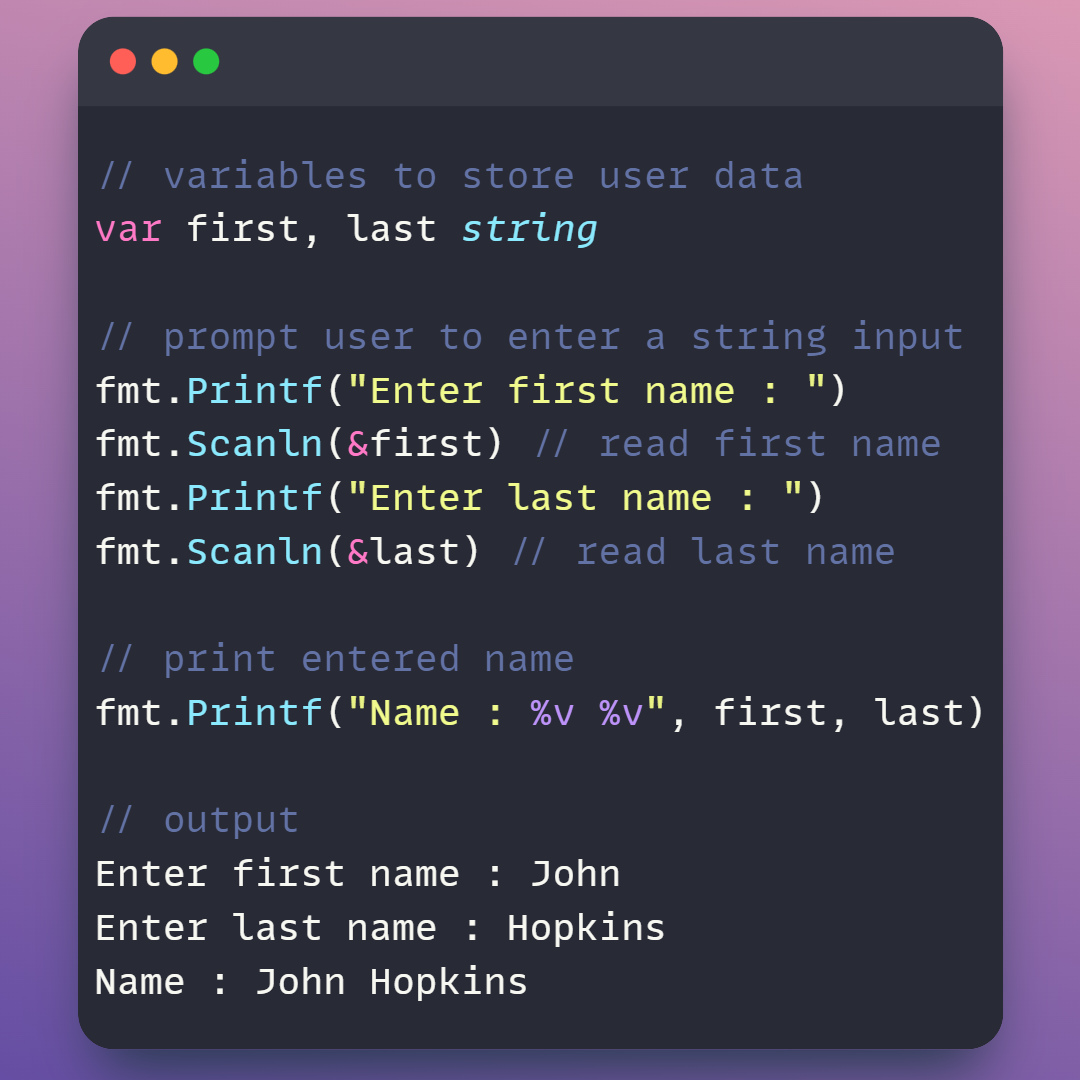 // variables to store user data
var first, last string
// prompt user to enter a string input
fmt.Printf("Enter first name : ")
fmt.Scanln(&first) // read first name
fmt.Printf("Enter last name : ")
fmt.Scanln(&last) // read last name
// print entered name
fmt.Printf("Name : %v %v", first, last)
// output
Enter first name : John
Enter last name : Hopkins
Name : John Hopkins